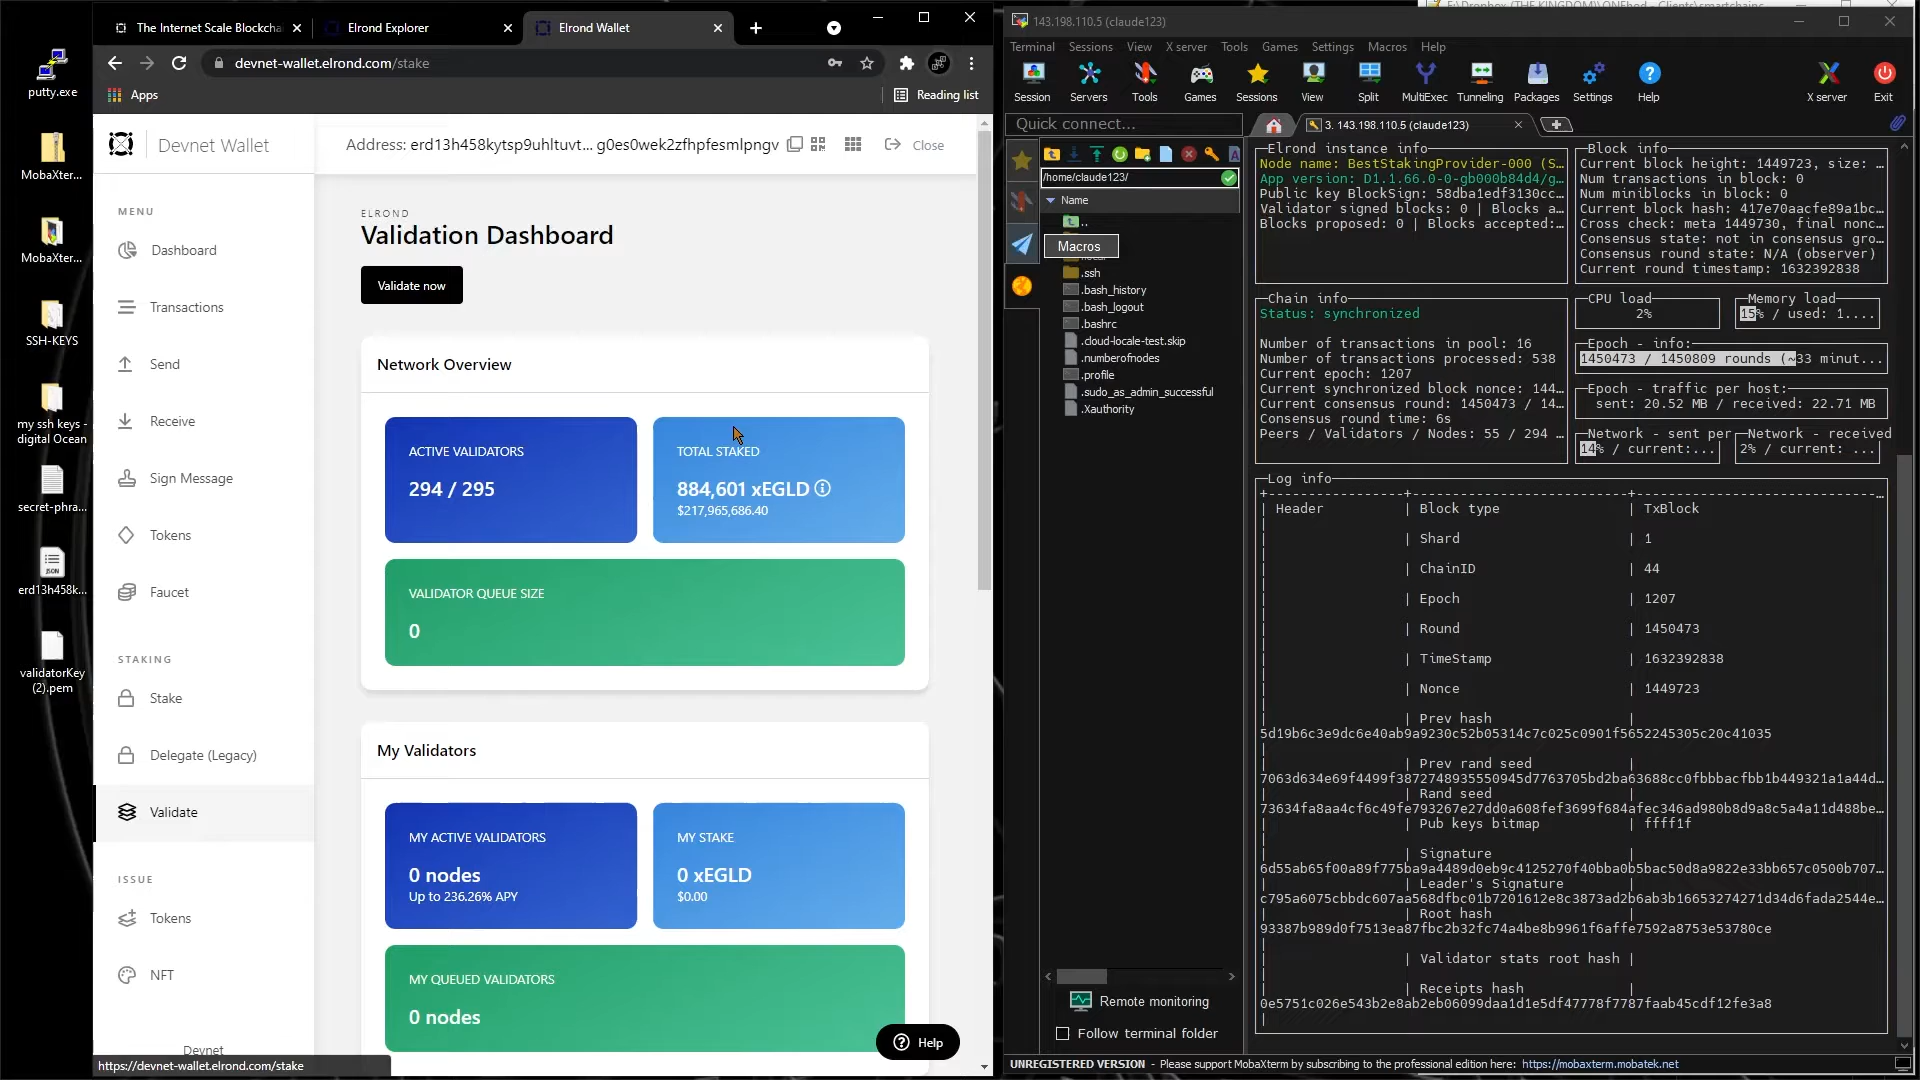 putty.exe
MobaXter...
MobaXter...
SSH-KEYS
my ssh keys -
digital Ocean
secret-phra...
JSON
erd13h458k...
validatorKey
(2).pem
The Internet Scale Blockcha
Elrond Explorer
Elrond Wallet
devnet-wallet.elrond.com/stake
Apps
Reading list
Devnet Wallet
Address: erd13h458kytsp9uhltuvt... g0es0wek2zfhpfesmlpngv
Close
MENU
Dashboard
Transactions
Send
Receive
Sign Message
Tokens
Faucet
STAKING
Stake
Delegate (Legacy)
Validate
ISSUE
Tokens
NFT
Devnet
https://devnet-wallet.elrond.com/stake
ELROND
Validation Dashboard
Validate now
Network Overview
ACTIVE VALIDATORS
294 / 295
TOTAL STAKED
884,601 xEGLD
$217,965,686.40
VALIDATOR QUEUE SIZE
0
My Validators
MY ACTIVE VALIDATORS
0 nodes
Up to 236.26% APY
MY STAKE
0 xEGLD
$0.00
MY QUEUED VALIDATORS
0 nodes
Help
143.198.110.5 (claude123)
Terminal Sessions View X server Tools Games Settings Macros Help
Session Servers Tools Games Sessions View Split MultiExec Tunneling Packages Settings Help X server Exit
Quick connect...
3. 143.198.110.5 (claude123)
/home/claude123/
Name
..
Macros
.ssh
.bash_history
.bash_logout
.bashrc
.cloud-locale-test.skip
.numberofnodes
.profile
.sudo_as_admin_successful
.Xauthority
Remote monitoring
Follow terminal folder
Elrond instance info
Node name: BestStakingProvider-000 (S...
App version: D1.1.66.0-0-gb000b84d4/g...
Public key BlockSign: 58dba1edf3130cc...
Validator signed blocks: 0 | Blocks a...
Blocks proposed: 0 | Blocks accepted:...
Block info
Current block height: 1449723, size: ...
Num transactions in block: 0
Num miniblocks in block: 0
Current block hash: 417e70aacfe89a1bc...
Cross check: meta 1449730, final nonc...
Consensus state: not in consensus gro...
Consensus round state: N/A (observer)
Current round timestamp: 1632392838
Chain info
Status: synchronized
Number of transactions in pool: 16
Number of transactions processed: 538
Current epoch: 1207
Current synchronized block nonce: 144...
Current consensus round: 1450473 / 14...
Consensus round time: 6s
Peers / Validators / Nodes: 55 / 294 ...
CPU load
2%
Memory load
15% / used: 1....
Epoch - info:
1450473 / 1450809 rounds (~33 minut...
Epoch - traffic per host:
sent: 20.52 MB / received: 22.71 MB
Network - sent per
14% / current:...
Network - received
2% / current: ...
Log info
| Header | Block type | TxBlock
| | Shard | 1
| | ChainID | 44
| | Epoch | 1207
| | Round | 1450473
| | TimeStamp | 1632392838
| | Nonce | 1449723
| | Prev hash |
5d19b6c3e9dc6e40ab9a9230c52b05314c7c025c0901f5652245305c20c41035
| | Prev rand seed |
7063d634e69f4499f3872748935550945d7763705bd2ba63688cc0fbbbacfbb1b449321a1a44d...
| | Rand seed |
73634fa8aa4cf6c49fe793267e27dd0a608fef3699f684afec346ad980b8d9a8c5a4a11d488be...
| | Pub keys bitmap | ffff1f
| | Signature |
6d55ab65f00a89f775ba9a4489d0eb9c4125270f40bba0b5bac50d8a9822e33bb657c0500b707...
| | Leader's Signature |
c795a6075cbbdc607aa568dfbc01b7201612e8c3873ad2b6ab3b16653274271d34d6fada2544e...
| | Root hash |
93387b989d0f7513ea87fbc2b32fc74a4be8b9961f6affe7592a8753e53780ce
| | Validator stats root hash |
| | Receipts hash |
0e5751c026e543b2e8ab2eb06099daa1d1e5df47778f7787faab45cdf12fe3a8
UNREGISTERED VERSION - Please support MobaXterm by subscribing to the professional edition here: https://mobaxterm.mobatek.net